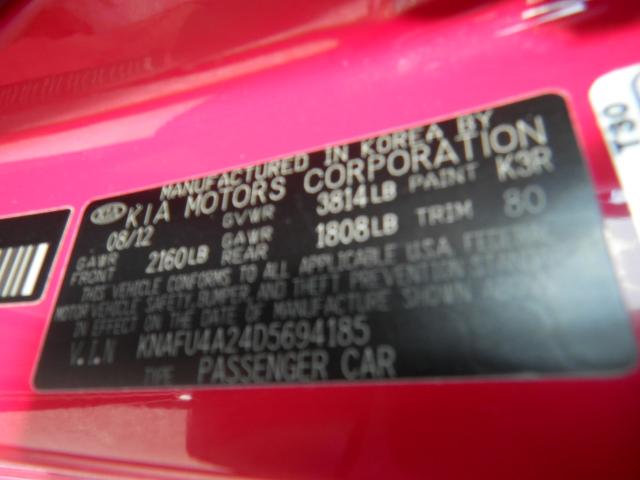 MANUFACTURED IN KOREA BY
KIA KIA MOTORS CORPORATION
08/12 GVWR 3814LB PAINT K3R
GAWR FRONT 2160LB GAWR REAR 1808LB TRIM 80
THIS VEHICLE CONFORMS TO ALL APPLICABLE U.S.A. FEDERAL
MOTOR VEHICLE SAFETY, BUMPER, AND THEFT PREVENTION
IN EFFECT ON THE DATE OF MANUFACTURE SHOWN
V.I.N KNAFU4A24D5694185
TYPE PASSENGER CAR
T30